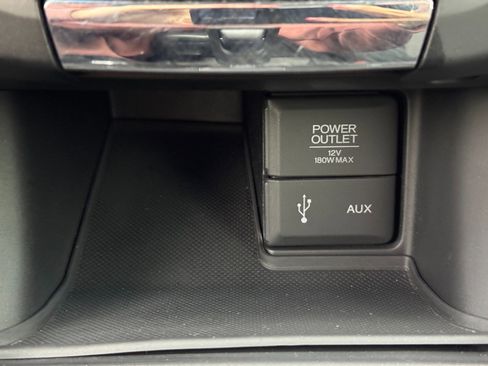 POWER
OUTLET
12V
180W MAX
AUX